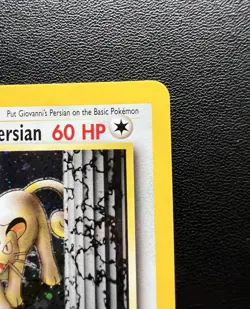 Put Giovanni's Persian on the Basic Pokémon
ersian 60 HP